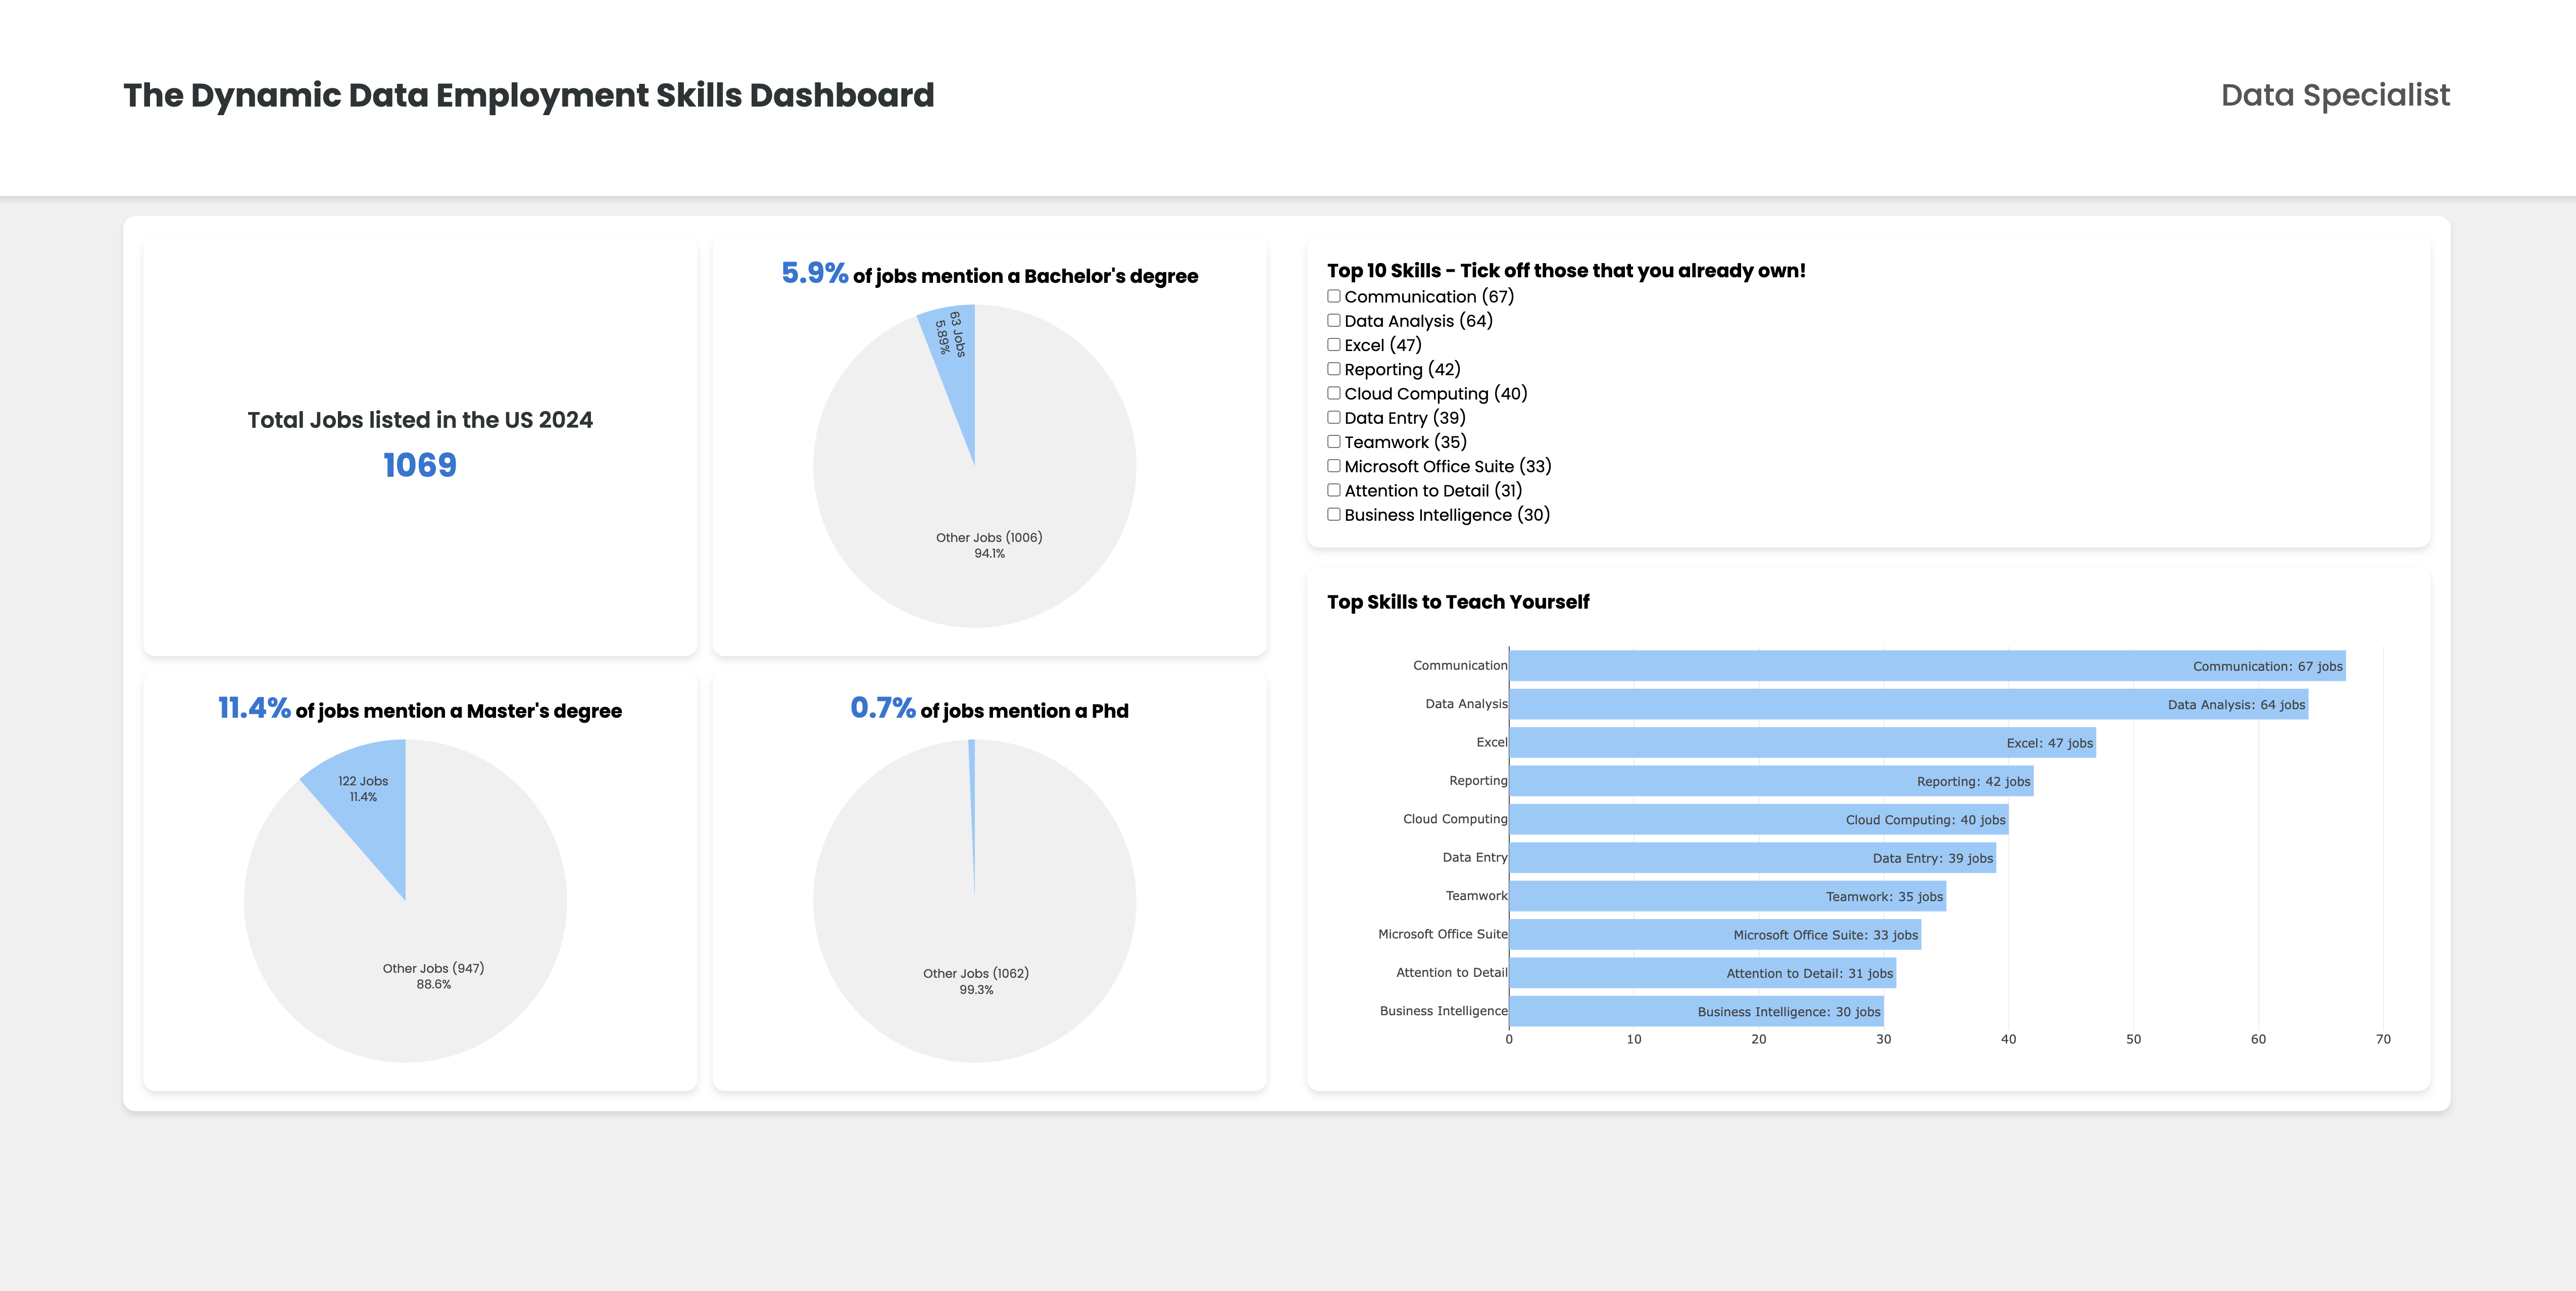 The Dynamic Data Employment Skills Dashboard
Data Specialist
Total Jobs listed in the US 2024
1069
5.9% of jobs mention a Bachelor's degree
63 Jobs
5.89%
Other Jobs (1006)
94.1%
11.4% of jobs mention a Master's degree
122 Jobs
11.4%
Other Jobs (947)
88.6%
0.7% of jobs mention a Phd
Other Jobs (1062)
99.3%
Top 10 Skills - Tick off those that you already own!
Communication (67)
Data Analysis (64)
Excel (47)
Reporting (42)
Cloud Computing (40)
Data Entry (39)
Teamwork (35)
Microsoft Office Suite (33)
Attention to Detail (31)
Business Intelligence (30)
Top Skills to Teach Yourself
Communication Communication: 67 jobs
Data Analysis Data Analysis: 64 jobs
Excel Excel: 47 jobs
Reporting Reporting: 42 jobs
Cloud Computing Cloud Computing: 40 jobs
Data Entry Data Entry: 39 jobs
Teamwork Teamwork: 35 jobs
Microsoft Office Suite Microsoft Office Suite: 33 jobs
Attention to Detail Attention to Detail: 31 jobs
Business Intelligence Business Intelligence: 30 jobs
0 10 20 30 40 50 60 70